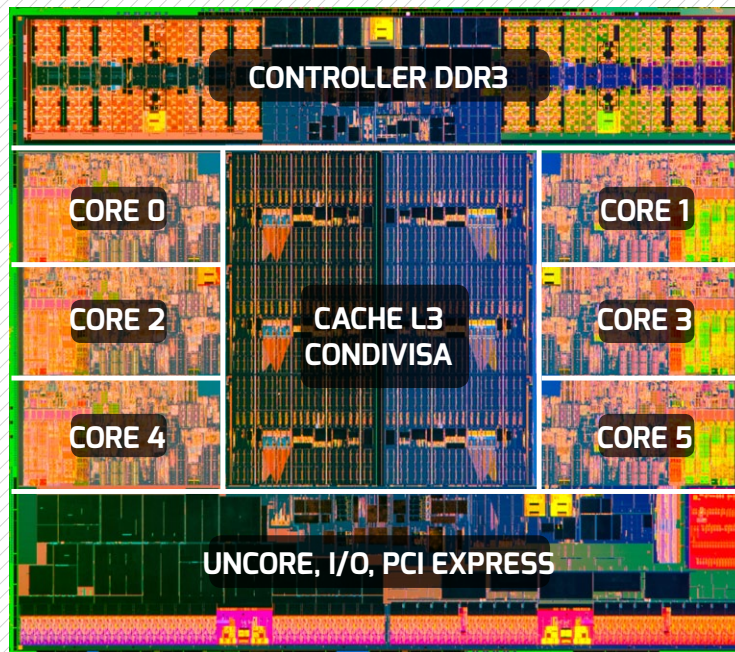 CONTROLLER DDR3
CORE 0
CORE 1
CORE 2
CORE 3
CACHE L3
CONDIVISA
CORE 4
CORE 5
UNCORE, I/O, PCI EXPRESS